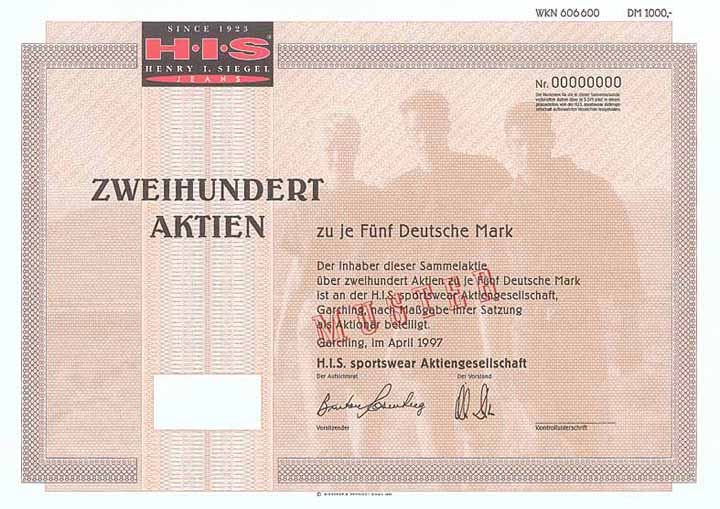 WKN 606600 DM 1000,-
SINCE 1923
H·I·S®
HENRY I. SIEGEL
JEANS
Nr. 00000000
ZWEIHUNDERT
AKTIEN
zu je Fünf Deutsche Mark
Der Inhaber dieser Sammelaktie
über zweihundert Aktien zu je Fünf Deutsche Mark
ist an der H.I.S. sportswear Aktiengesellschaft,
Garching, nach Maßgabe ihrer Satzung
als Aktionär beteiligt.
Garching, im April 1997
MUSTER
H.I.S. sportswear Aktiengesellschaft
Der Aufsichtsrat Der Vorstand
Vorsitzender Kontrollunterschrift